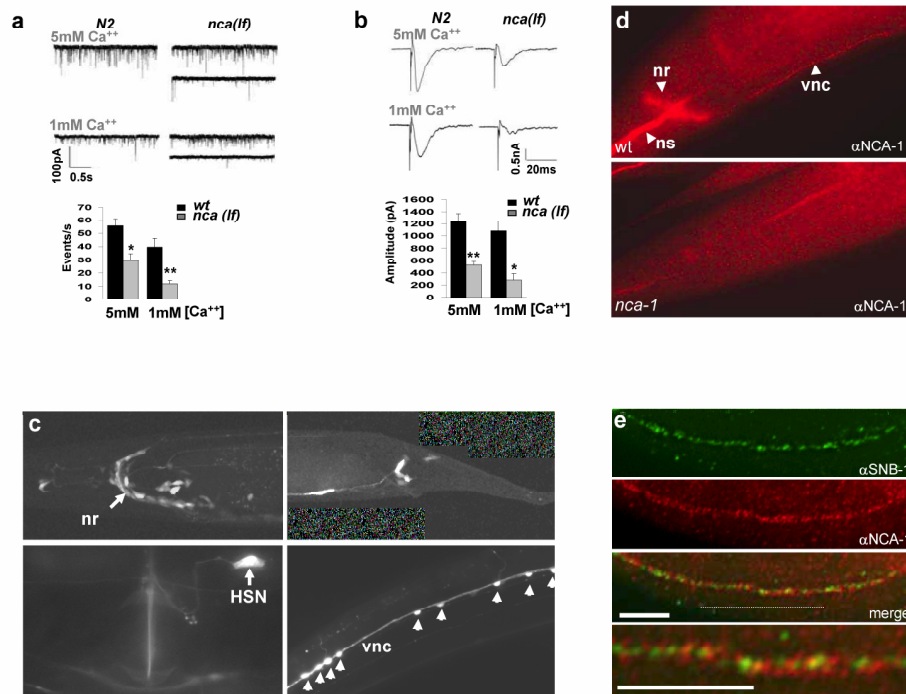 a
N2 nca(lf)
5mM Ca++
1mM Ca++
100pA
0.5s
wt
nca (lf)
Events/s
70
60
50
40
30
20
10
0
*
**
5mM 1mM [Ca++]
b
N2 nca(lf)
5mM Ca++
1mM Ca++
0.5nA
20ms
wt
nca (lf)
Amplitude (pA)
1600
1400
1200
1000
800
600
400
200
0
**
*
5mM 1mM [Ca++]
d
nr
vnc
ns
wt
αNCA-1
nca-1
αNCA-1
c
nr
HSN
vnc
e
αSNB-1
αNCA-1
merge